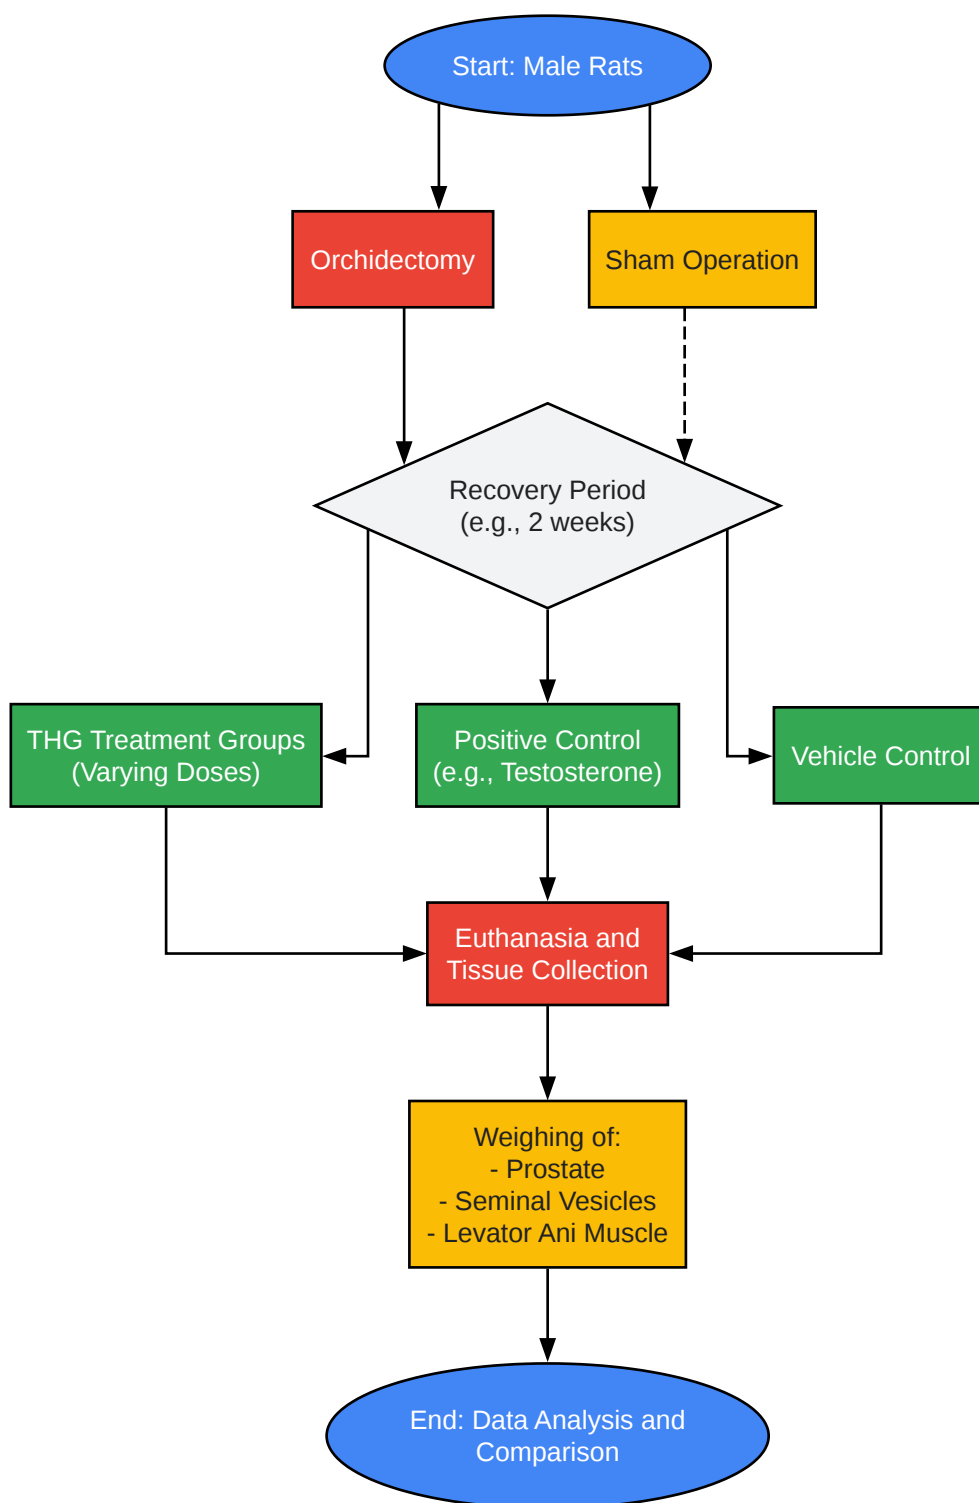 Start: Male Rats
Orchidectomy
Sham Operation
Recovery Period
(e.g., 2 weeks)
THG Treatment Groups
(Varying Doses)
Positive Control
(e.g., Testosterone)
Vehicle Control
Euthanasia and
Tissue Collection
Weighing of:
- Prostate
- Seminal Vesicles
- Levator Ani Muscle
End: Data Analysis and
Comparison